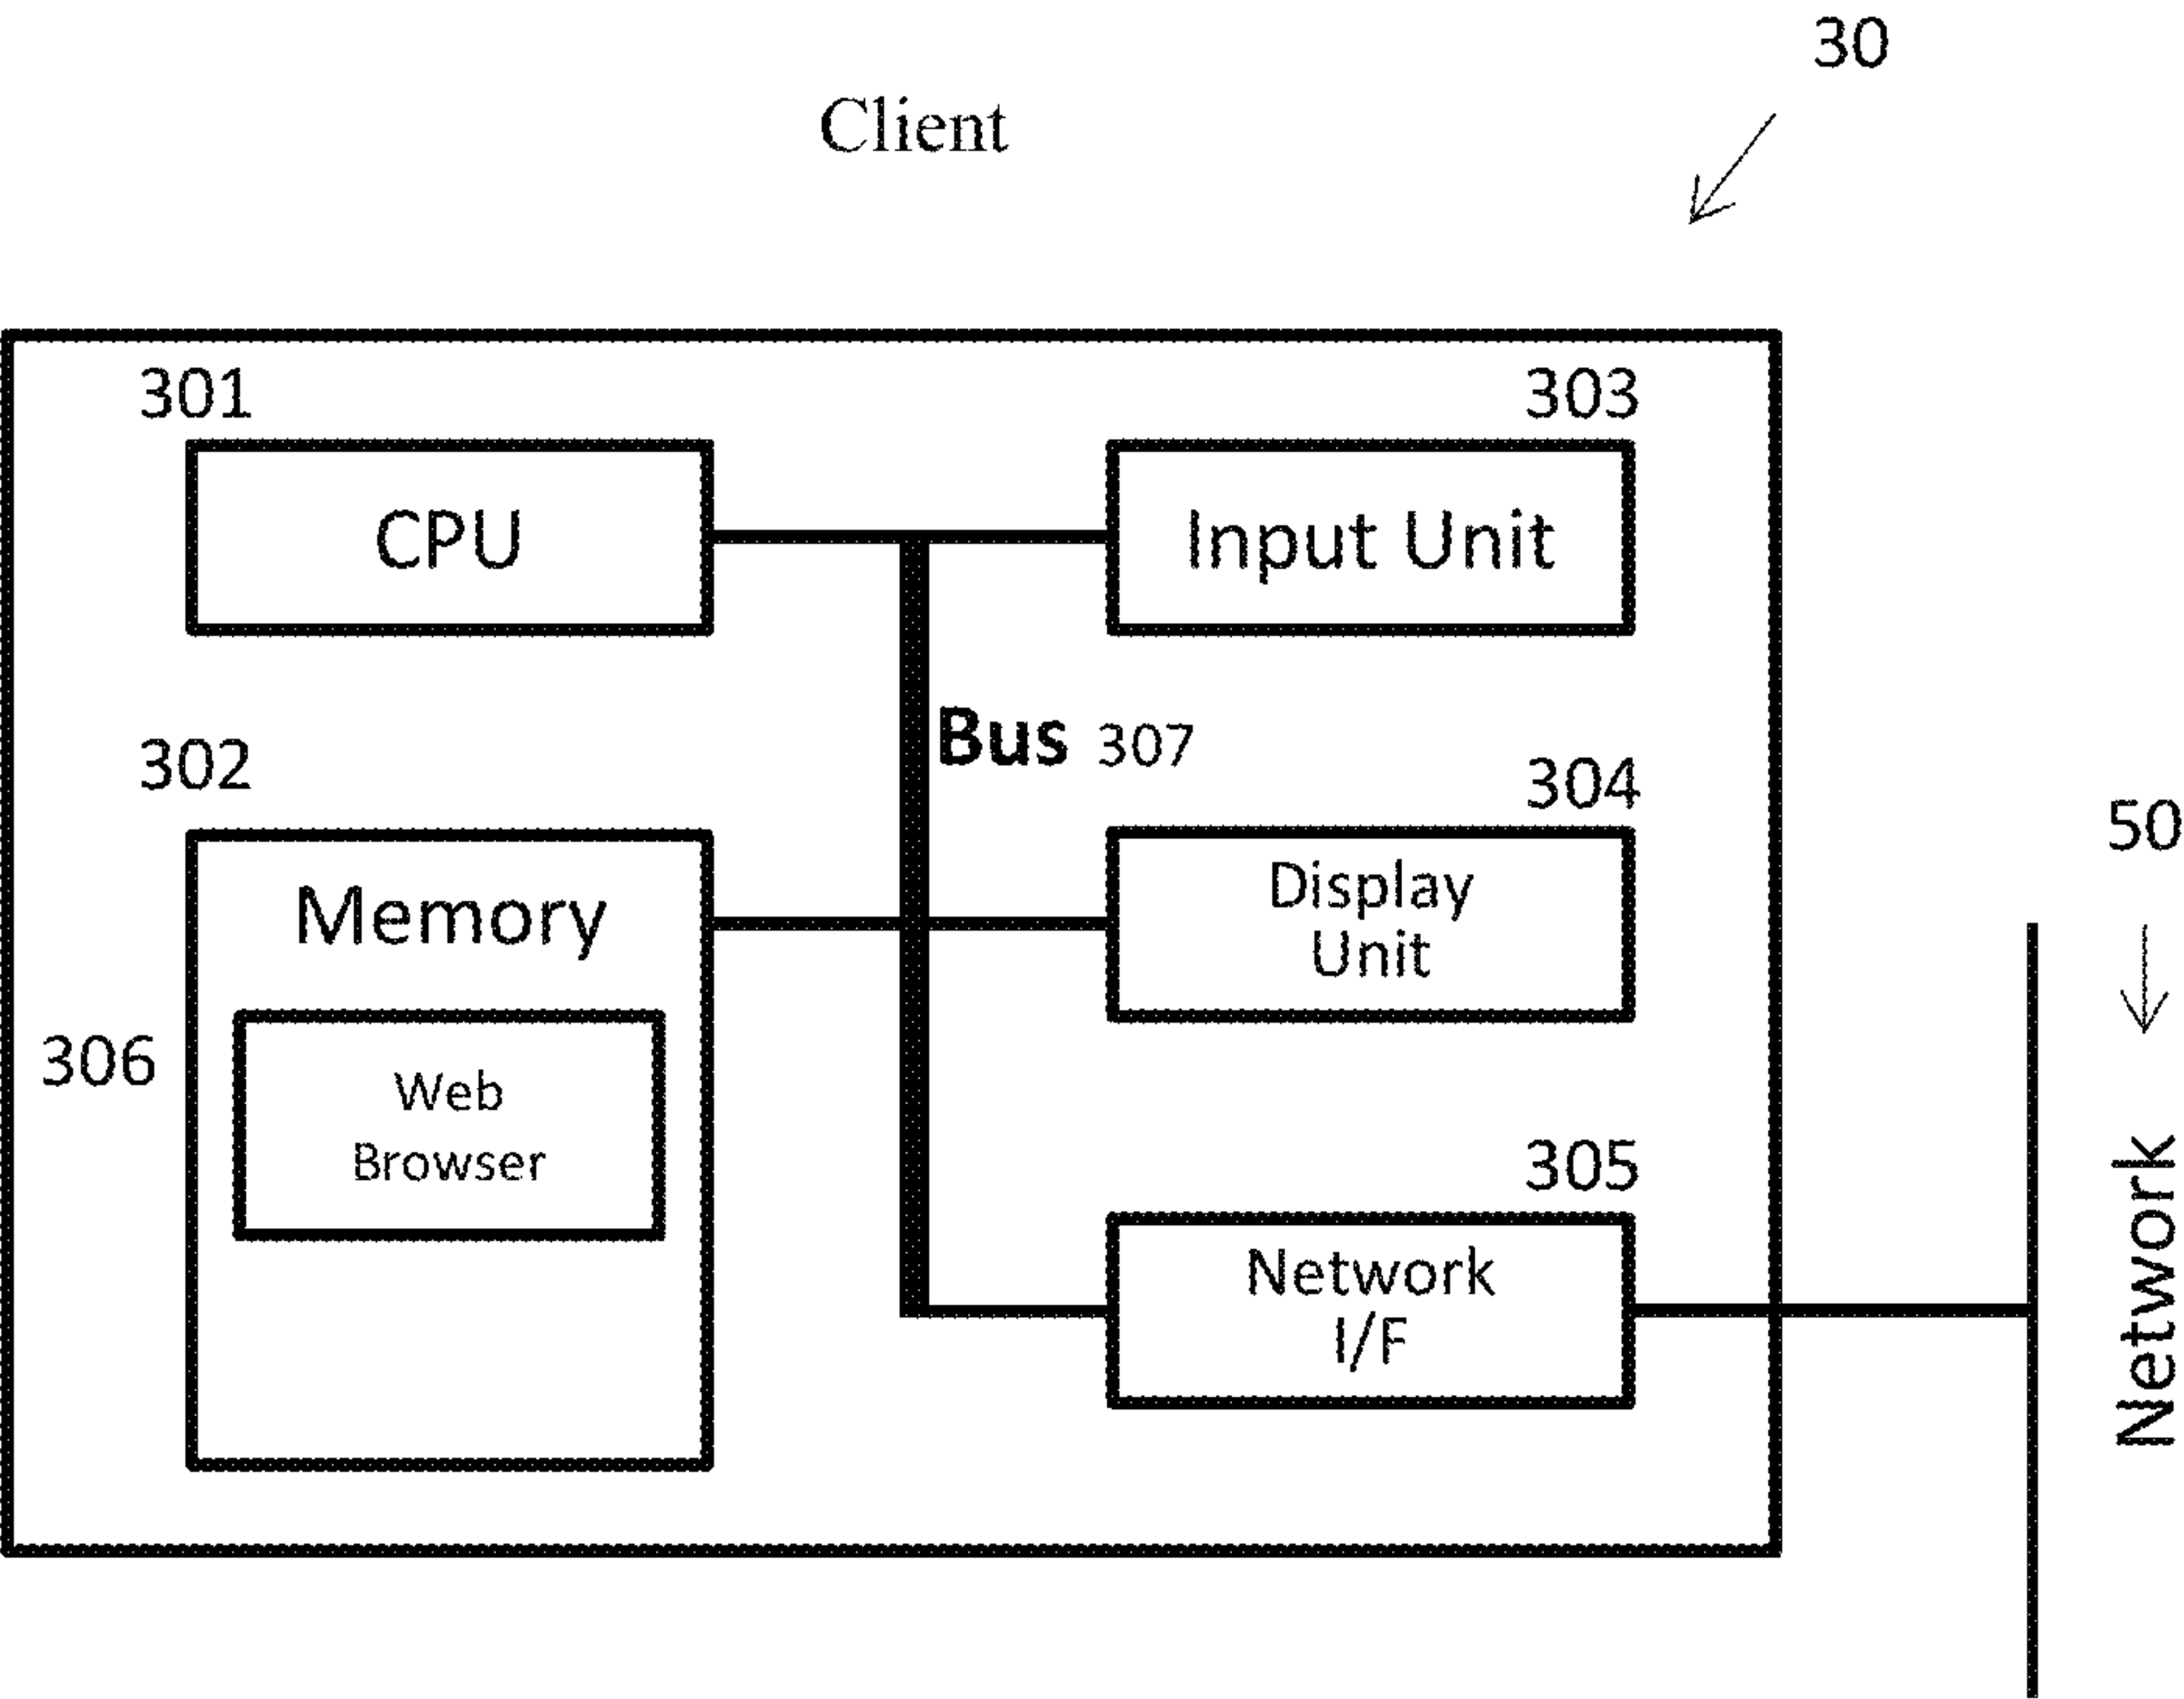 30
Client
301
303
CPU
Input Unit
Bus 307
302
304
50
Memory
Display
Unit
306
Web
Browser
305
Network
I/F
Network